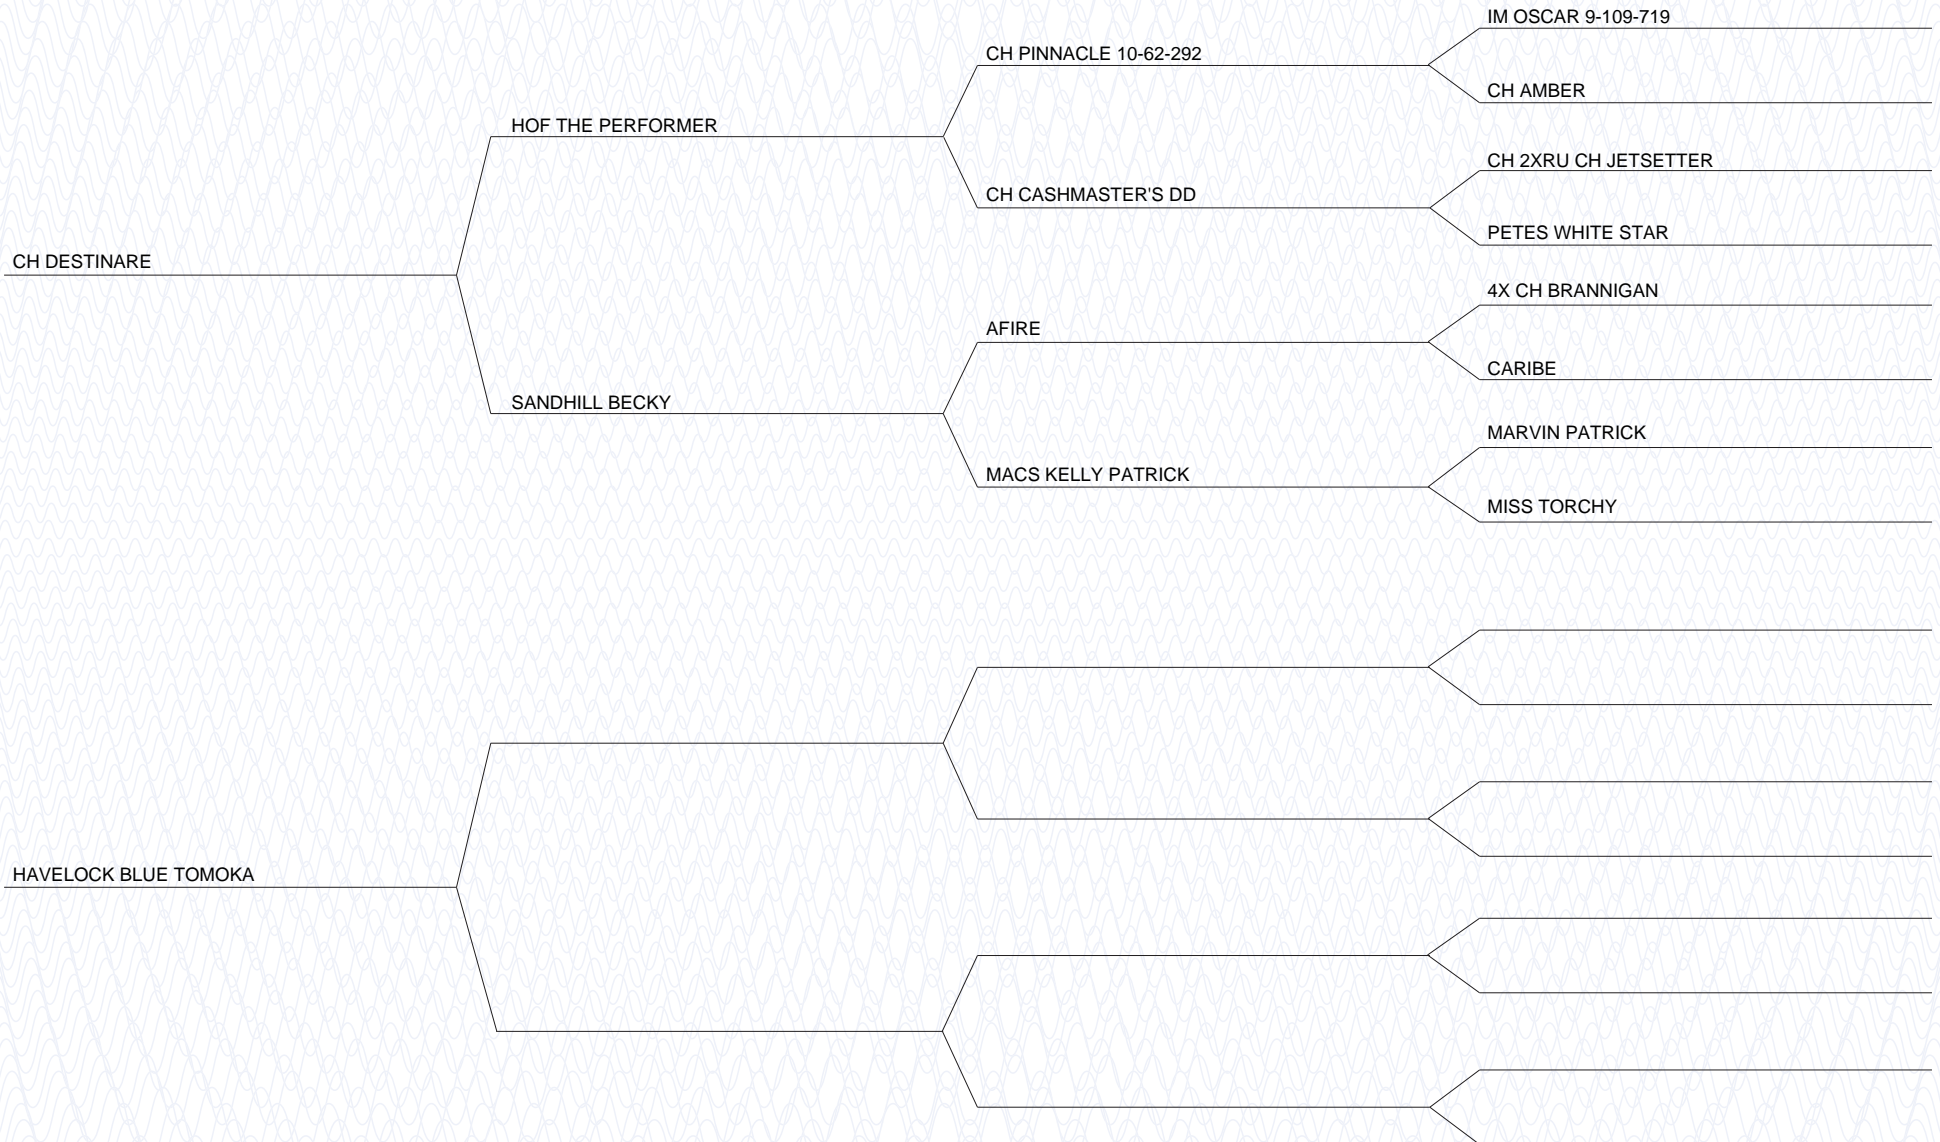 IM OSCAR 9-109-719
CH PINNACLE 10-62-292
CH AMBER
HOF THE PERFORMER
CH 2XRU CH JETSETTER
CH CASHMASTER'S DD
PETES WHITE STAR
CH DESTINARE
4X CH BRANNIGAN
AFIRE
CARIBE
SANDHILL BECKY
MARVIN PATRICK
MACS KELLY PATRICK
MISS TORCHY
HAVELOCK BLUE TOMOKA